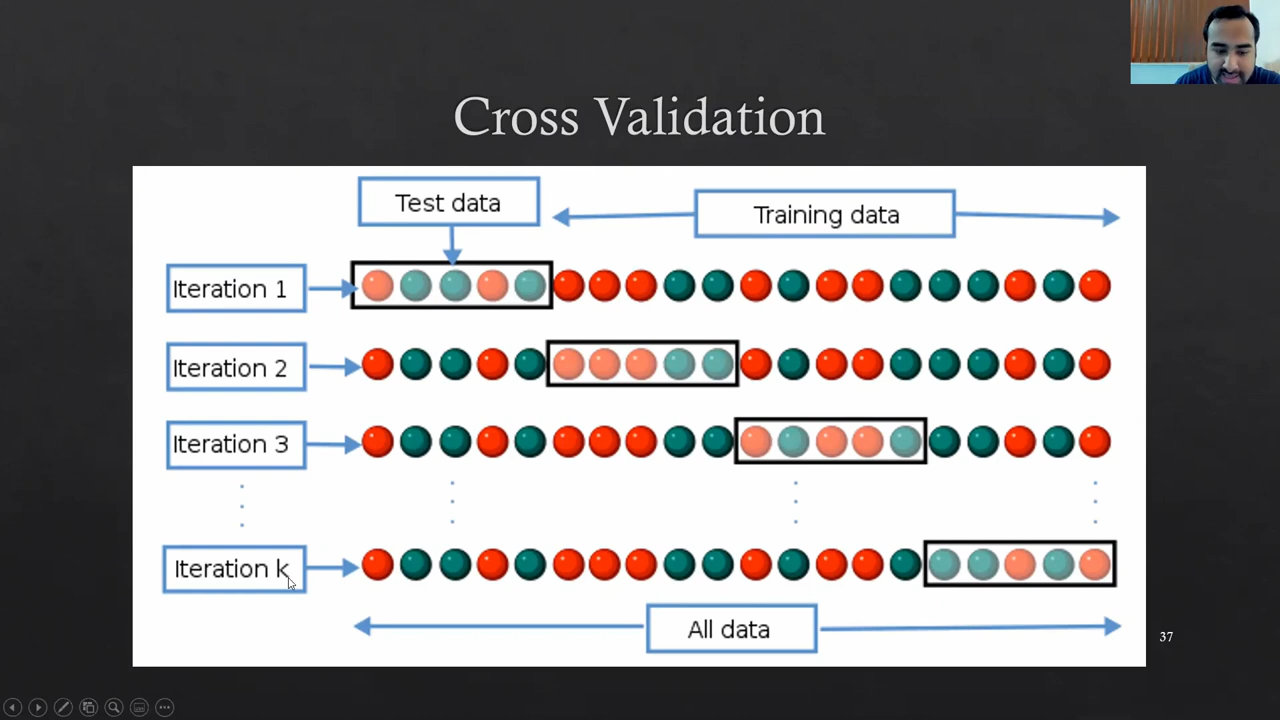 Cross Validation
Test data
Training data
Iteration 1
Iteration 2
Iteration 3
Iteration k
All data
37